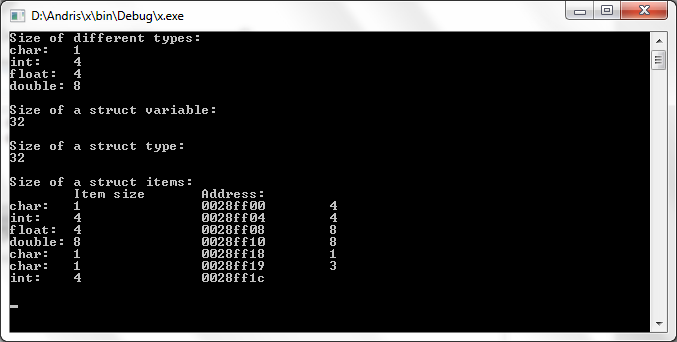 D:\Andris\x\bin\Debug\x.exe
Size of different types:
char:   1
int:    4
float:  4
double: 8
Size of a struct variable:
32
Size of a struct type:
32
Size of a struct items:
        Item size       Address:
char:   1               0028ff00        4
int:    4               0028ff04        4
float:  4               0028ff08        8
double: 8               0028ff10        8
char:   1               0028ff18        1
char:   1               0028ff19        3
int:    4               0028ff1c